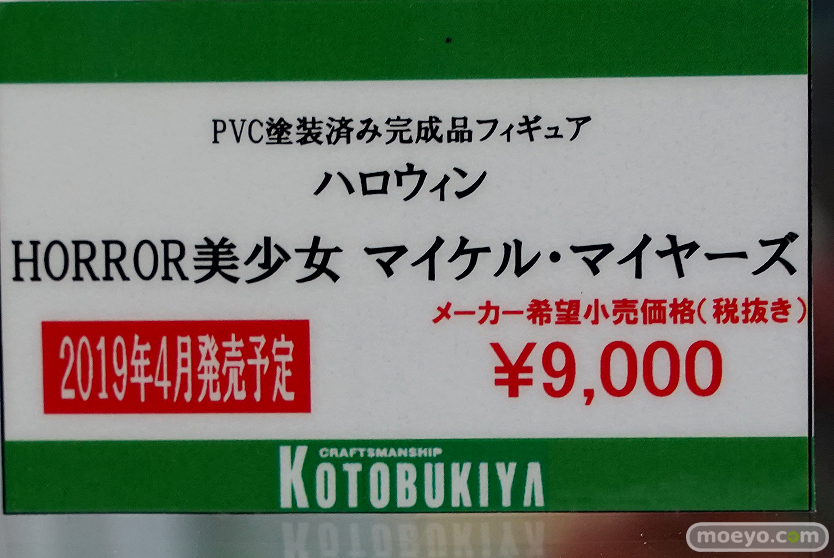 PVC塗装済み完成品フィギュア
ハロウィン
HORROR美少女 マイケル・マイヤーズ
メーカー希望小売価格(税抜き)
2019年4月発売予定
¥9,000
CRAFTSMANSHIP
KOTOBUKIYA
moeyo.com